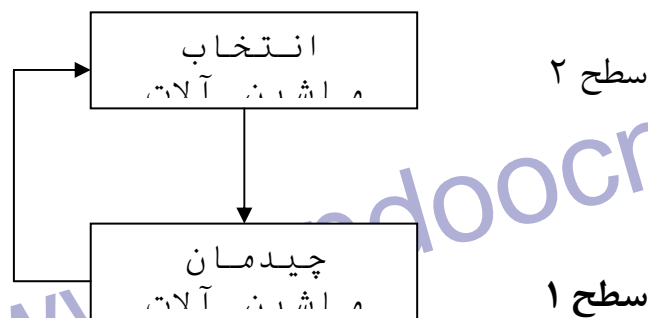 انتخاب
ماشین آلات
سطح ۲
چیدمان
ماشین آلات
سطح ۱